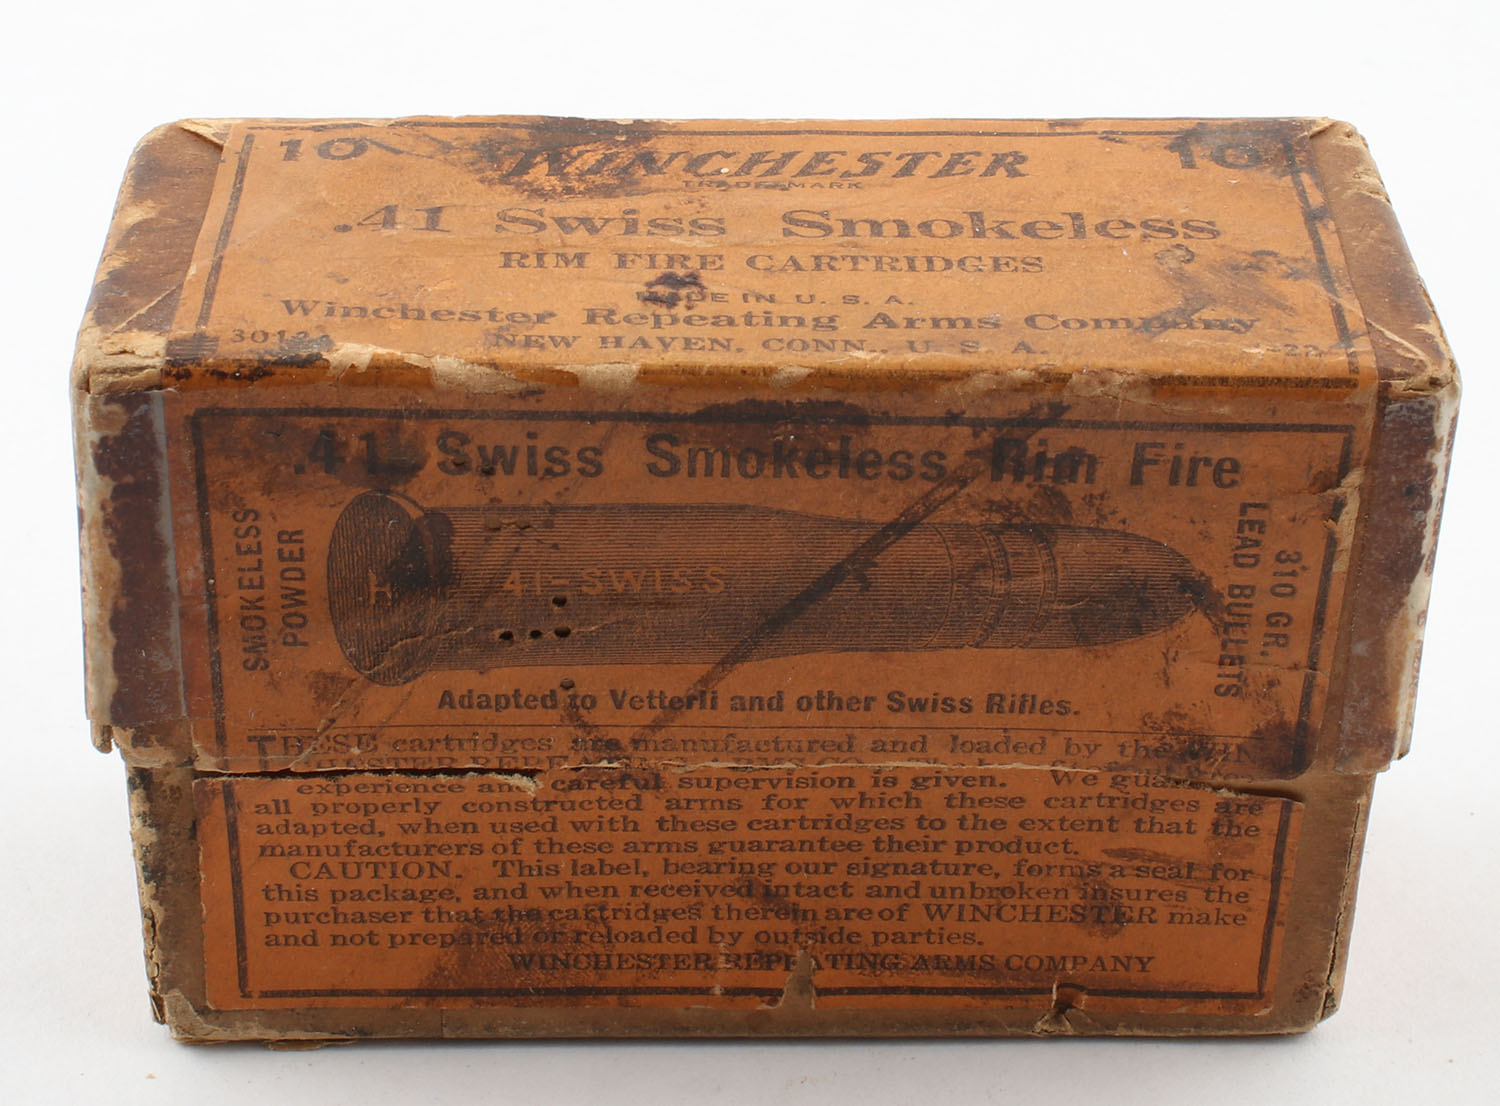 10 WINCHESTER 10
TRADE MARK
.41 Swiss Smokeless
RIM FIRE CARTRIDGES
MADE IN U. S. A.
Winchester Repeating Arms Company
NEW HAVEN, CONN., U. S. A.
.41 Swiss Smokeless Rim Fire
SMOKELESS
POWDER
H
41-SWISS
310 GR.
LEAD BULLETS
Adapted to Vetterli and other Swiss Rifles.
THESE cartridges are manufactured and loaded by the WIN
CHESTER REPEATING ARMS CO.
experience and careful supervision is given. We guarantee
all properly constructed arms for which these cartridges are
adapted, when used with these cartridges to the extent that the
manufacturers of these arms guarantee their product.
CAUTION. This label, bearing our signature, forms a seal for
this package, and when received intact and unbroken insures the
purchaser that the cartridges therein are of WINCHESTER make
and not prepared or reloaded by outside parties.
WINCHESTER REPEATING ARMS COMPANY